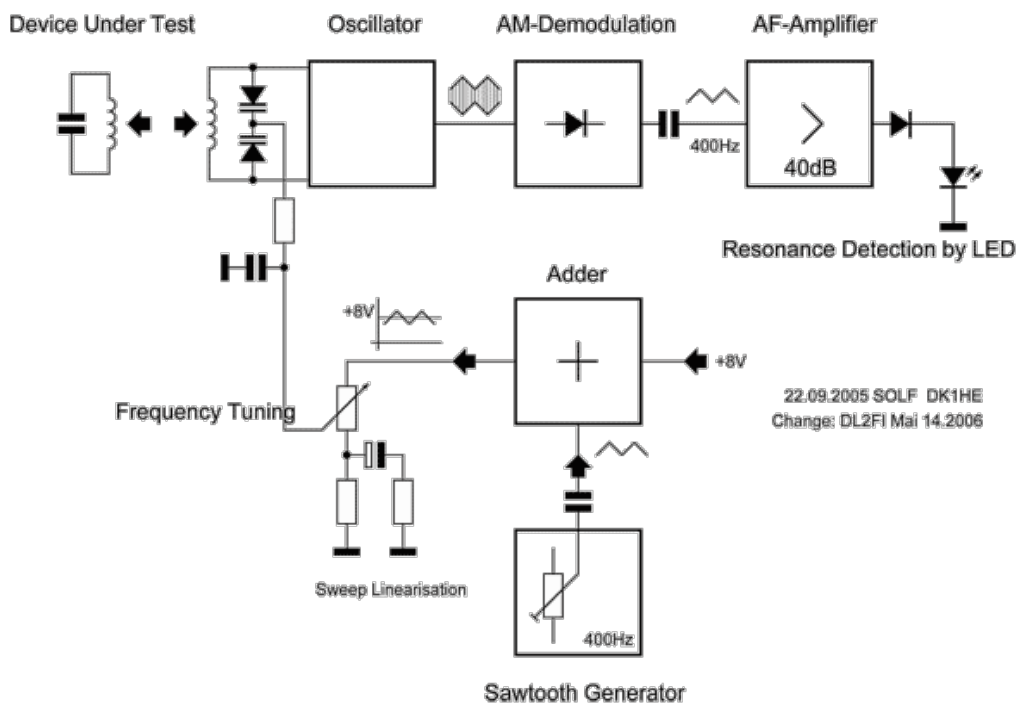 Device Under Test
Oscillator
AM-Demodulation
AF-Amplifier
400Hz
40dB
Resonance Detection by LED
Adder
+8V
+8V
Frequency Tuning
22.09.2005 SOLF DK1HE
Change: DL2FI Mai 14.2006
Sweep Linearisation
400Hz
Sawtooth Generator